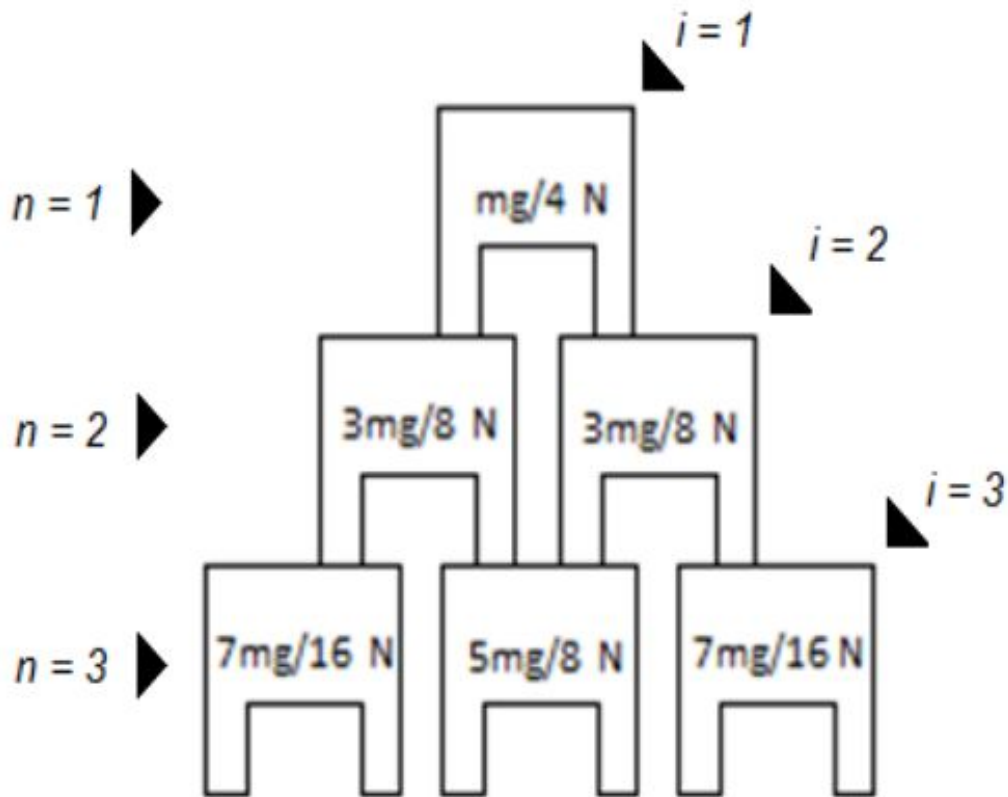 i = 1
n = 1
mg/4 N
i = 2
n = 2
3mg/8 N
3mg/8 N
i = 3
n = 3
7mg/16 N
5mg/8 N
7mg/16 N